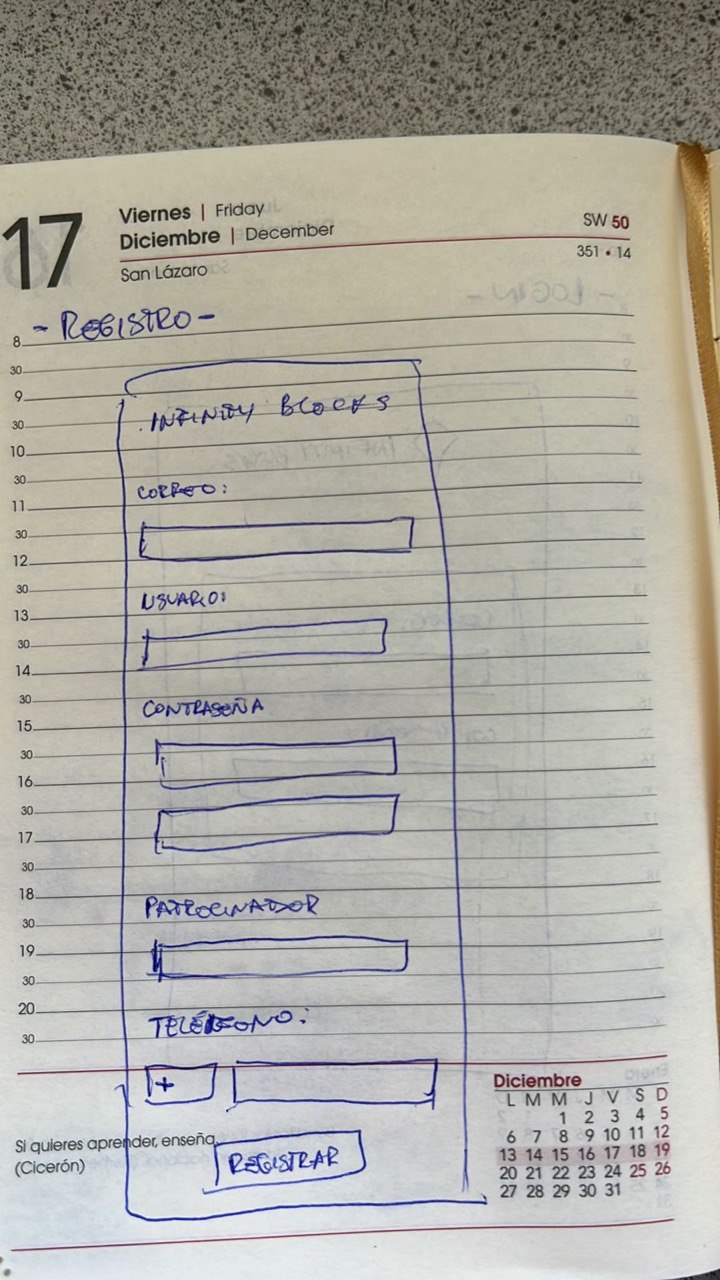 17
Viernes | Friday
Diciembre | December
San Lázaro
SW 50
351 • 14
- REGISTRO -
8
30
9
30
10
30
11
30
12
30
13
30
14
30
15
30
16
30
17
30
18
30
19
30
20
30
INFINITY BLOCKS
CORREO:
USUARIO:
CONTRASEÑA
PATROCINADOR
TELÉFONO:
+
REGISTRAR
Si quieres aprender, enseña.
(Cicerón)
Diciembre
L M M J V S D
1 2 3 4 5
6 7 8 9 10 11 12
13 14 15 16 17 18 19
20 21 22 23 24 25 26
27 28 29 30 31